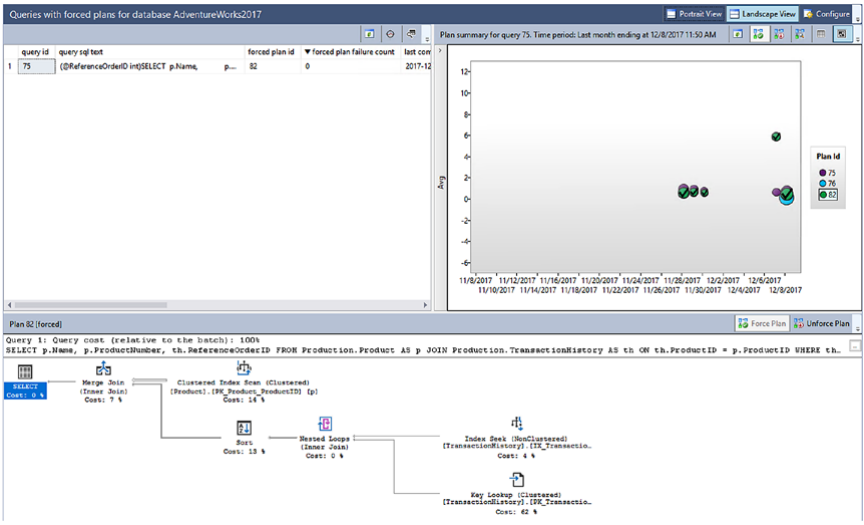 Queries with forced plans for database AdventureWorks2017
Portrait View Landscape View Configure
Plan summary for query 75. Time period: Last month ending at 12/8/2017 11:50 AM
query id query sql text forced plan id forced plan failure count last com
1 75 (@ReferenceOrderID int)SELECT p.Name, p.... 82 0 2017-12
Avg
12
10
8
6
4
2
0
-2
-4
-6
11/8/2017 11/12/2017 11/16/2017 11/20/2017 11/24/2017 11/28/2017 12/2/2017 12/6/2017
11/10/2017 11/14/2017 11/18/2017 11/22/2017 11/26/2017 11/30/2017 12/4/2017 12/8/2017
Plan Id
75
76
82
Plan 82 [forced]
Force Plan Unforce Plan
Query 1: Query cost (relative to the batch): 100%
SELECT p.Name, p.ProductNumber, th.ReferenceOrderID FROM Production.Product AS p JOIN Production.TransactionHistory AS th ON th.ProductID = p.ProductID WHERE th…
SELECT
Cost: 0 %
Merge Join
(Inner Join)
Cost: 7 %
Clustered Index Scan (Clustered)
[Product].[PK_Product_ProductID] [p]
Cost: 14 %
Sort
Cost: 13 %
Nested Loops
(Inner Join)
Cost: 0 %
Index Seek (NonClustered)
[TransactionHistory].[IX_Transactio…
Cost: 4 %
Key Lookup (Clustered)
[TransactionHistory].[PK_Transactio…
Cost: 62 %